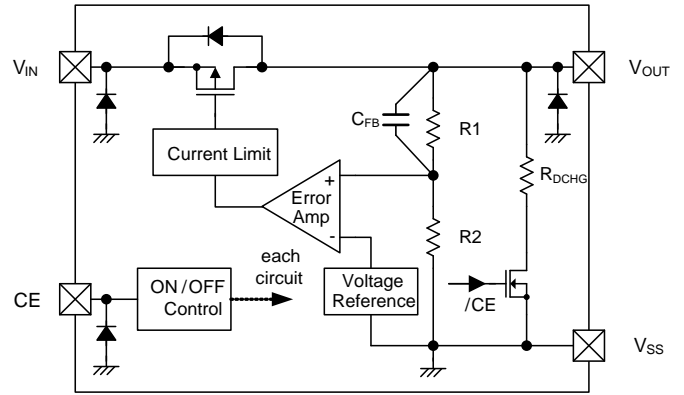 VIN
VOUT
CFB
R1
Current Limit
RDCHG
+
Error
Amp
-
R2
each
circuit
Voltage
Reference
/CE
CE
ON/OFF
Control
VSS